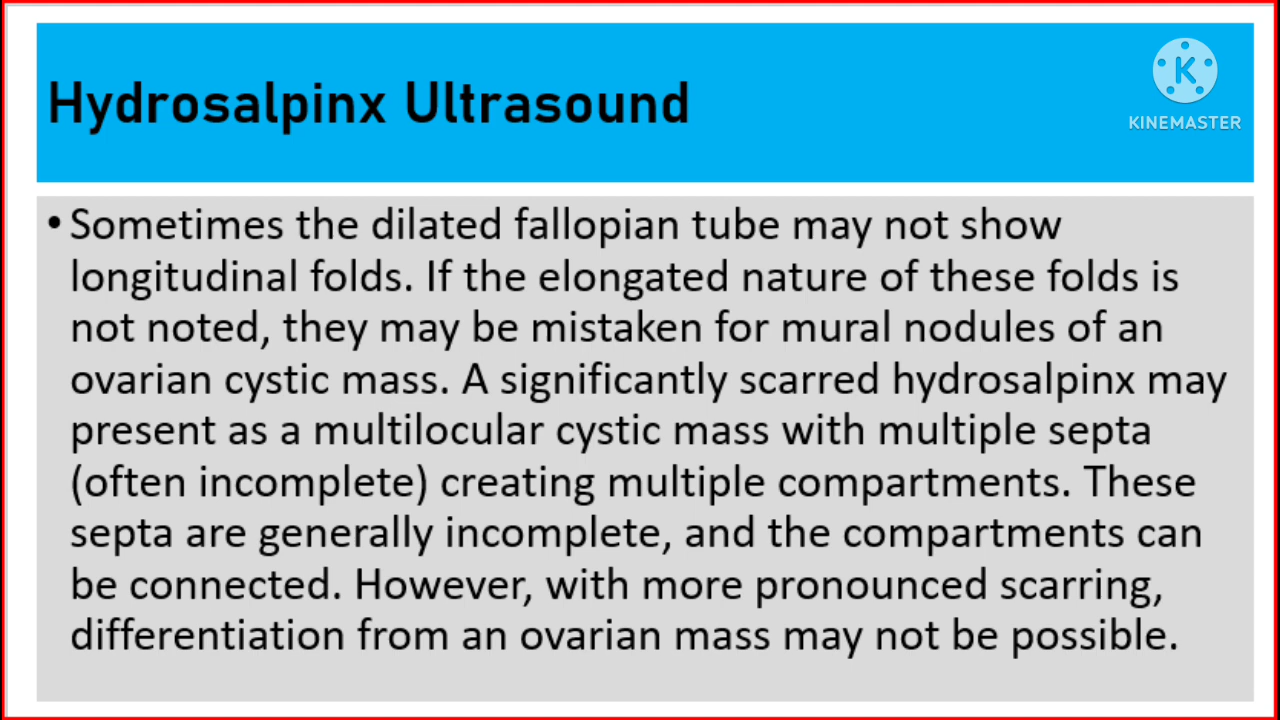 Hydrosalpinx Ultrasound
K
KINEMASTER
• Sometimes the dilated fallopian tube may not show
longitudinal folds. If the elongated nature of these folds is
not noted, they may be mistaken for mural nodules of an
ovarian cystic mass. A significantly scarred hydrosalpinx may
present as a multilocular cystic mass with multiple septa
(often incomplete) creating multiple compartments. These
septa are generally incomplete, and the compartments can
be connected. However, with more pronounced scarring,
differentiation from an ovarian mass may not be possible.